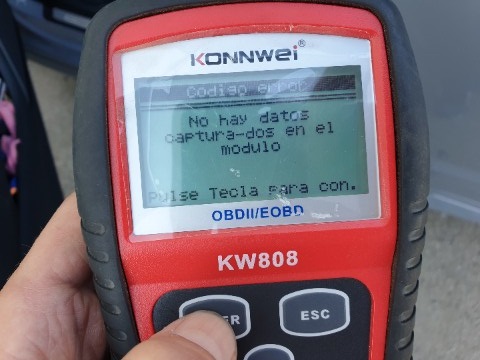 KONNWEI®
Codigo error
No hay datos
captura-dos en el
modulo
Pulse Tecla para con.
OBDII/EOBD
KW808
ESC